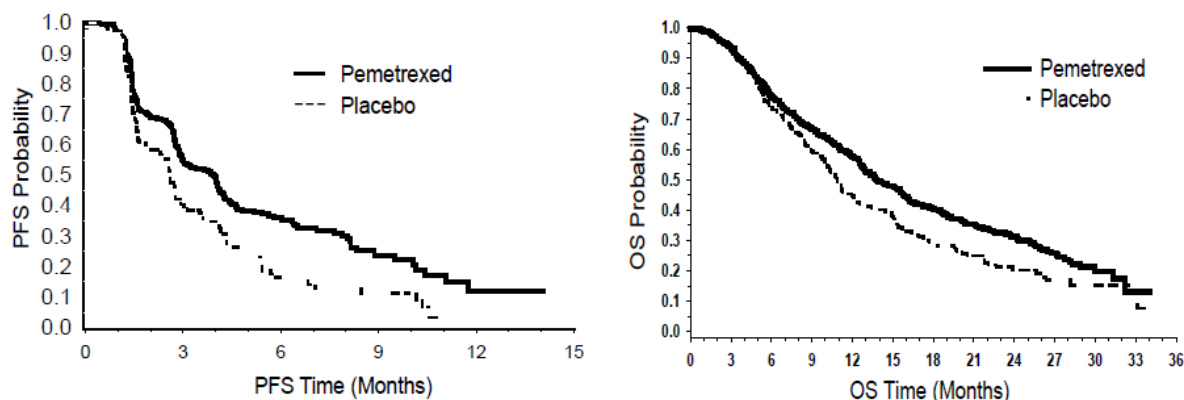 1.0
0.9
0.8
0.7
0.6
0.5
0.4
0.3
0.2
0.1
0.0
PFS Probability
Pemetrexed
Placebo
0 3 6 9 12 15
PFS Time (Months)
1.0
0.9
0.8
0.7
0.6
0.5
0.4
0.3
0.2
0.1
0.0
OS Probability
Pemetrexed
Placebo
0 3 6 9 12 15 18 21 24 27 30 33 36
OS Time (Months)